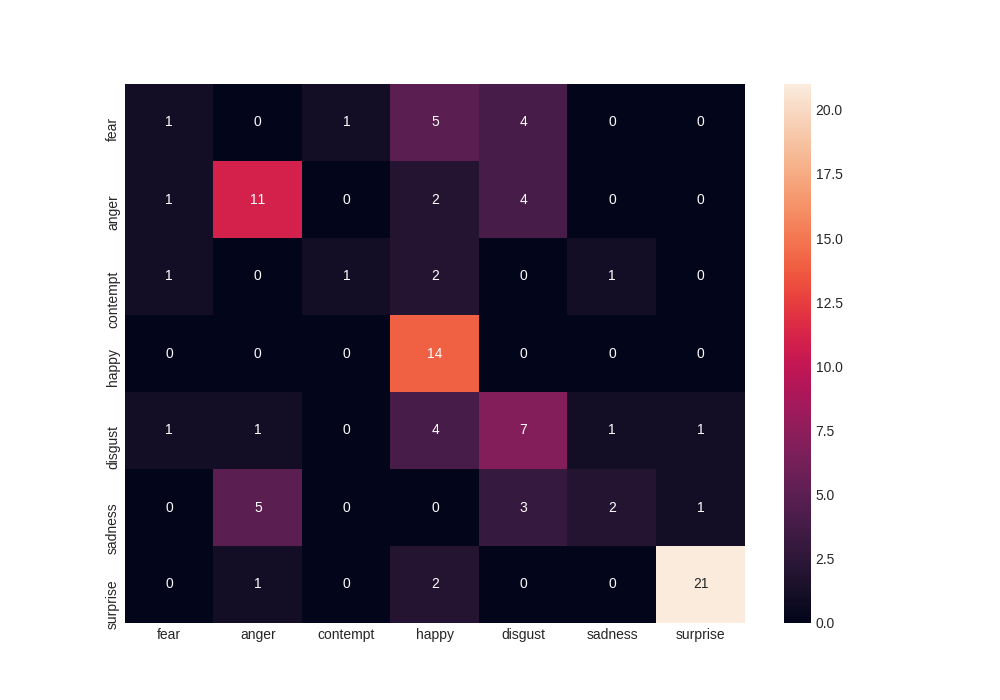 fear 1 0 1 5 4 0 0
anger 1 11 0 2 4 0 0
contempt 1 0 1 2 0 1 0
happy 0 0 0 14 0 0 0
disgust 1 1 0 4 7 1 1
sadness 0 5 0 0 3 2 1
surprise 0 1 0 2 0 0 21
fear anger contempt happy disgust sadness surprise
20.0
17.5
15.0
12.5
10.0
7.5
5.0
2.5
0.0